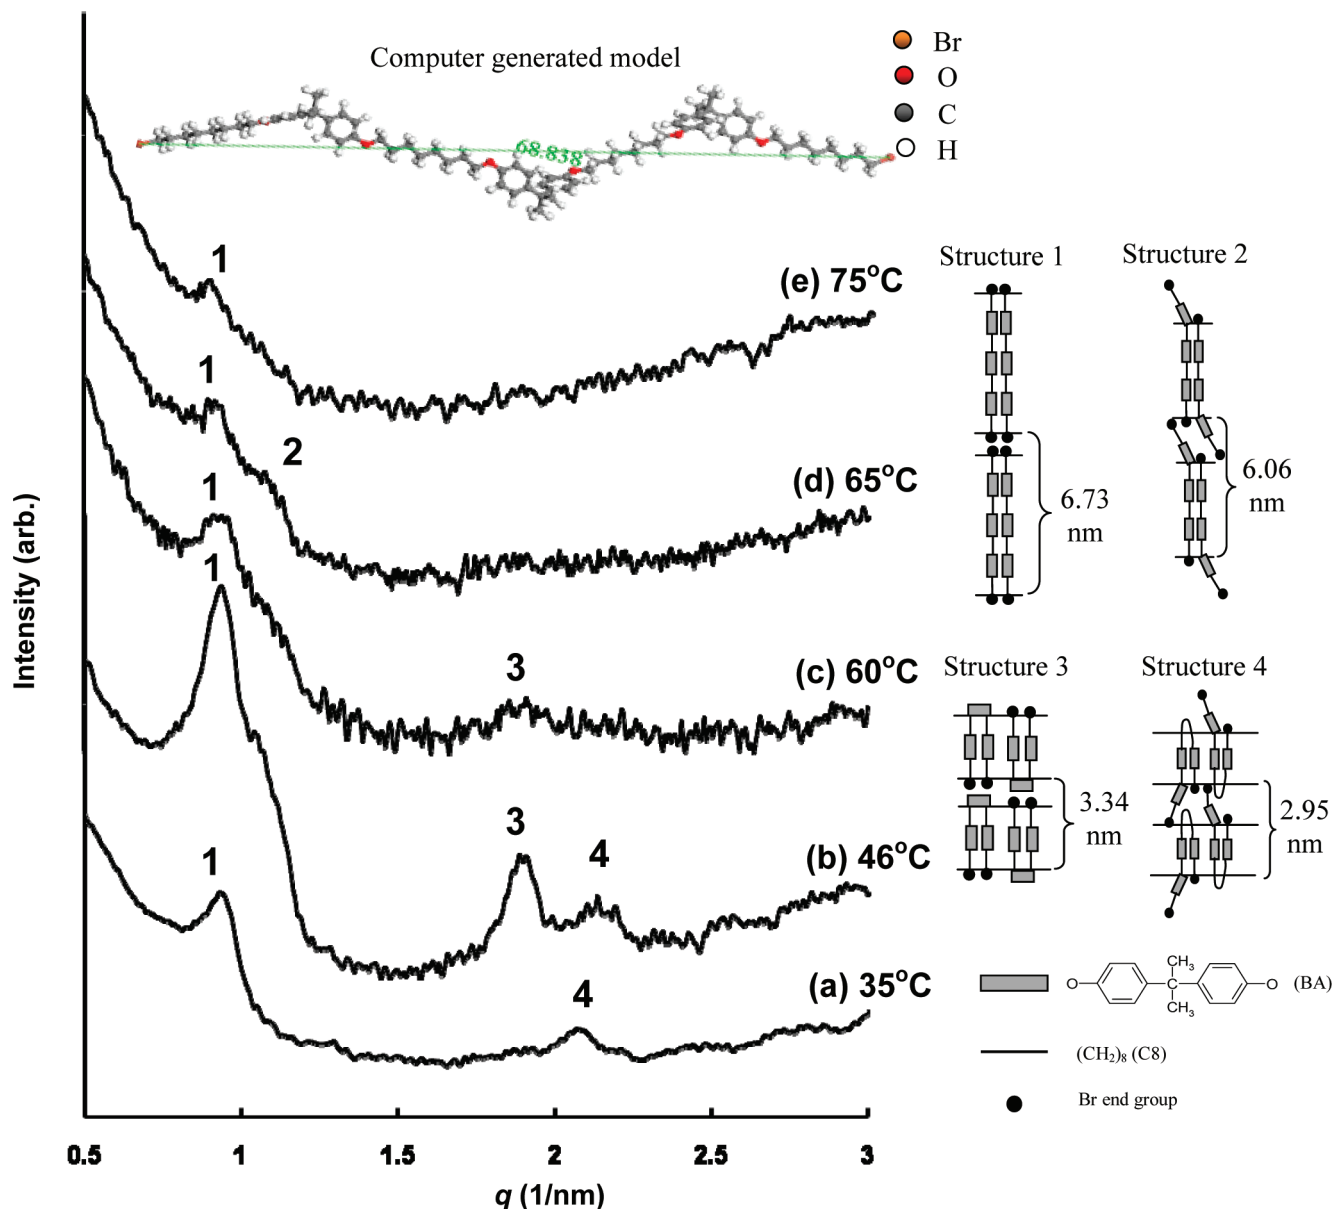 Computer generated model
Br
O
C
H
68.838
1
(e) 75°C
1
2
(d) 65°C
1
3
(c) 60°C
1
3
4
(b) 46°C
1
4
(a) 35°C
Intensity (arb.)
0.5 1 1.5 2 2.5 3
q (1/nm)
Structure 1
6.73
nm
Structure 2
6.06
nm
Structure 3
3.34
nm
Structure 4
2.95
nm
O
CH₃
C
CH₃
O
(BA)
(CH₂)₈ (C8)
Br end group